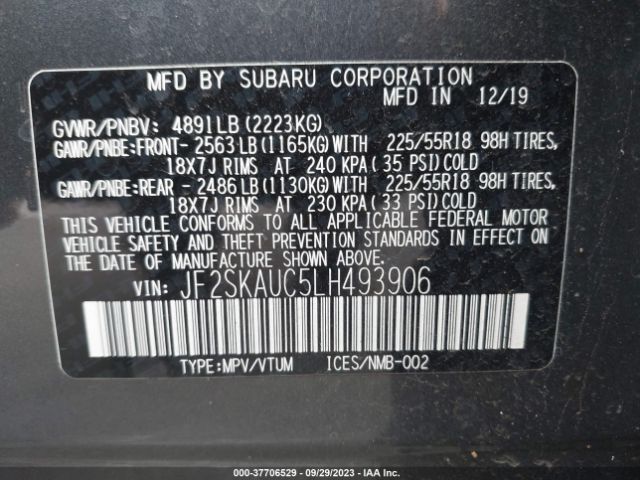 MFD BY SUBARU CORPORATION
MFD IN 12/19
GVWR/PNBV: 4891LB (2223KG)
GAWR/PNBE:FRONT- 2563LB (1165KG) WITH 225/55R18 98H TIRES,
18X7J RIMS AT 240 KPA( 35 PSI) COLD
GAWR/PNBE:REAR - 2486LB (1130KG) WITH 225/55R18 98H TIRES,
18X7J RIMS AT 230 KPA( 33 PSI) COLD
THIS VEHICLE CONFORMS TO ALL APPLICABLE FEDERAL MOTOR
VEHICLE SAFETY AND THEFT PREVENTION STANDARDS IN EFFECT ON
THE DATE OF MANUFACTURE SHOWN ABOVE.
VIN: JF2SKAUC5LH493906
TYPE:MPV/VTUM ICES/NMB-002
000-37706529 - 09/29/2023 - IAA Inc.